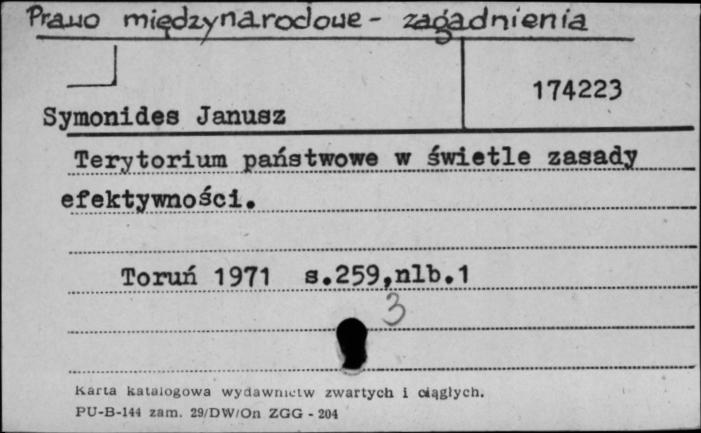 Prawo międzynarodowe - zagadnienia
174223
Symonides Janusz
Terytorium państwowe w świetle zasady
efektywności.
Toruń 1971 s.259,nlb.1
3
Karta katalogowa wydawnictw zwartych i ciągłych.
PU-B-144 zam. 29/DW/On ZGG - 204